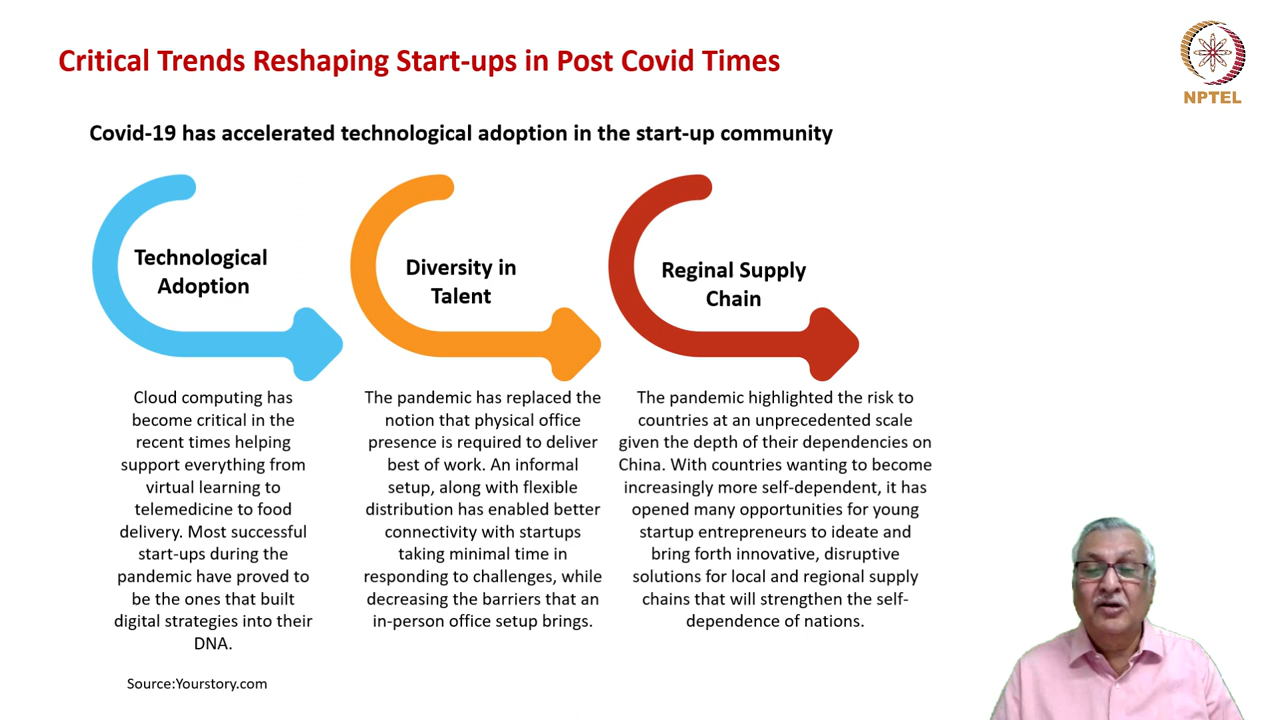 Critical Trends Reshaping Start-ups in Post Covid Times
NPTEL
Covid-19 has accelerated technological adoption in the start-up community
Technological
Adoption
Diversity in
Talent
Reginal Supply
Chain
Cloud computing has
become critical in the
recent times helping
support everything from
virtual learning to
telemedicine to food
delivery. Most successful
start-ups during the
pandemic have proved to
be the ones that built
digital strategies into their
DNA.
The pandemic has replaced the
notion that physical office
presence is required to deliver
best of work. An informal
setup, along with flexible
distribution has enabled better
connectivity with startups
taking minimal time in
responding to challenges, while
decreasing the barriers that an
in-person office setup brings.
The pandemic highlighted the risk to
countries at an unprecedented scale
given the depth of their dependencies on
China. With countries wanting to become
increasingly more self-dependent, it has
opened many opportunities for young
startup entrepreneurs to ideate and
bring forth innovative, disruptive
solutions for local and regional supply
chains that will strengthen the self-
dependence of nations.
Source:Yourstory.com